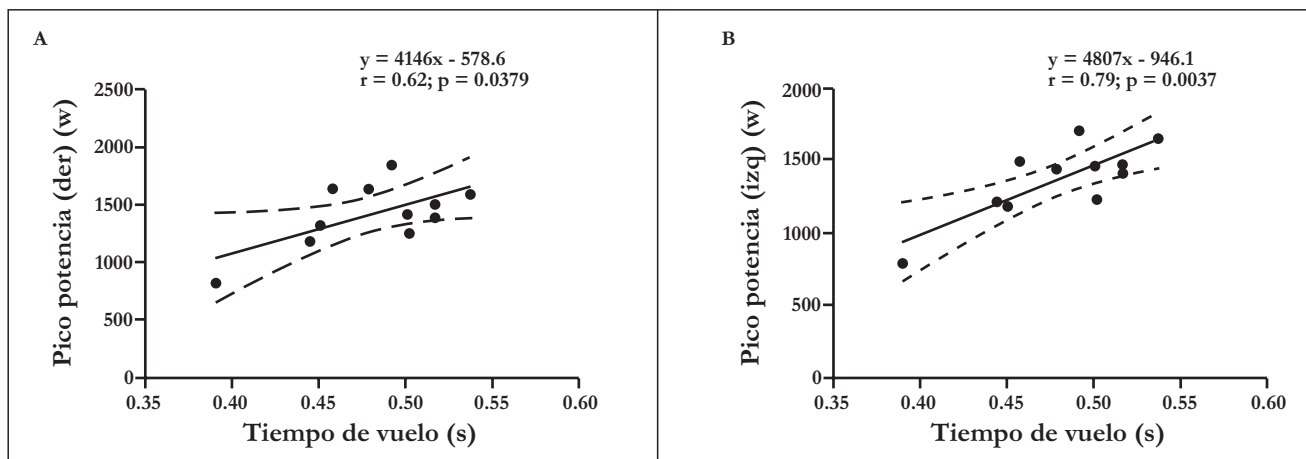 A
y = 4146x - 578.6
r = 0.62; p = 0.0379
Pico potencia ((der) (w)
2500
2000
1500
1000
500
0
0.35 0.40 0.45 0.50 0.55 0.60
Tiempo de vuelo (s)
B
y = 4807x - 946.1
r = 0.79; p = 0.0037
Pico potencia ((izq) (w)
2000
1500
1000
500
0
0.35 0.40 0.45 0.50 0.55 0.60
Tiempo de vuelo (s)